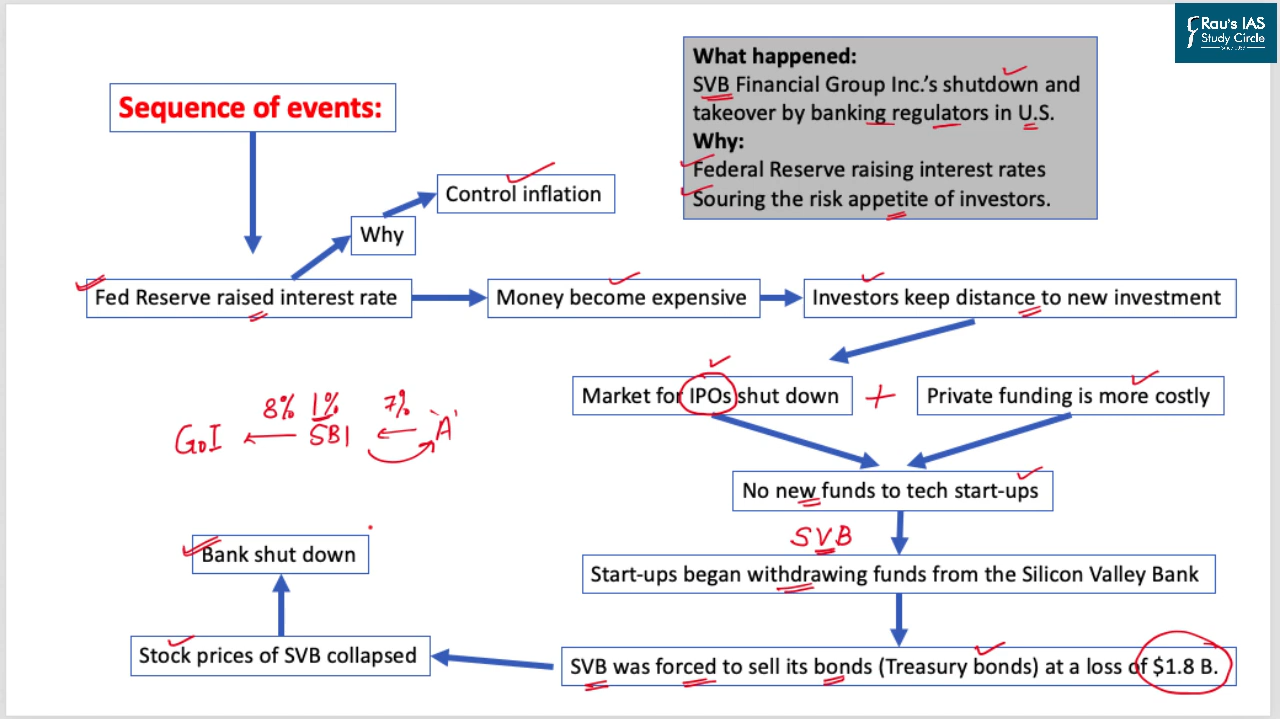 Rau's IAS
Study Circle
What happened:
SVB Financial Group Inc.'s shutdown and
takeover by banking regulators in U.S.
Why:
Federal Reserve raising interest rates
Souring the risk appetite of investors.
Sequence of events:
Control inflation
Why
Fed Reserve raised interest rate
Money become expensive
Investors keep distance to new investment
Market for IPOs shut down
+
Private funding is more costly
8% 1% 7%
GoI SBI 'A'
No new funds to tech start-ups
SVB
Start-ups began withdrawing funds from the Silicon Valley Bank
SVB was forced to sell its bonds (Treasury bonds) at a loss of $1.8 B.
Stock prices of SVB collapsed
Bank shut down